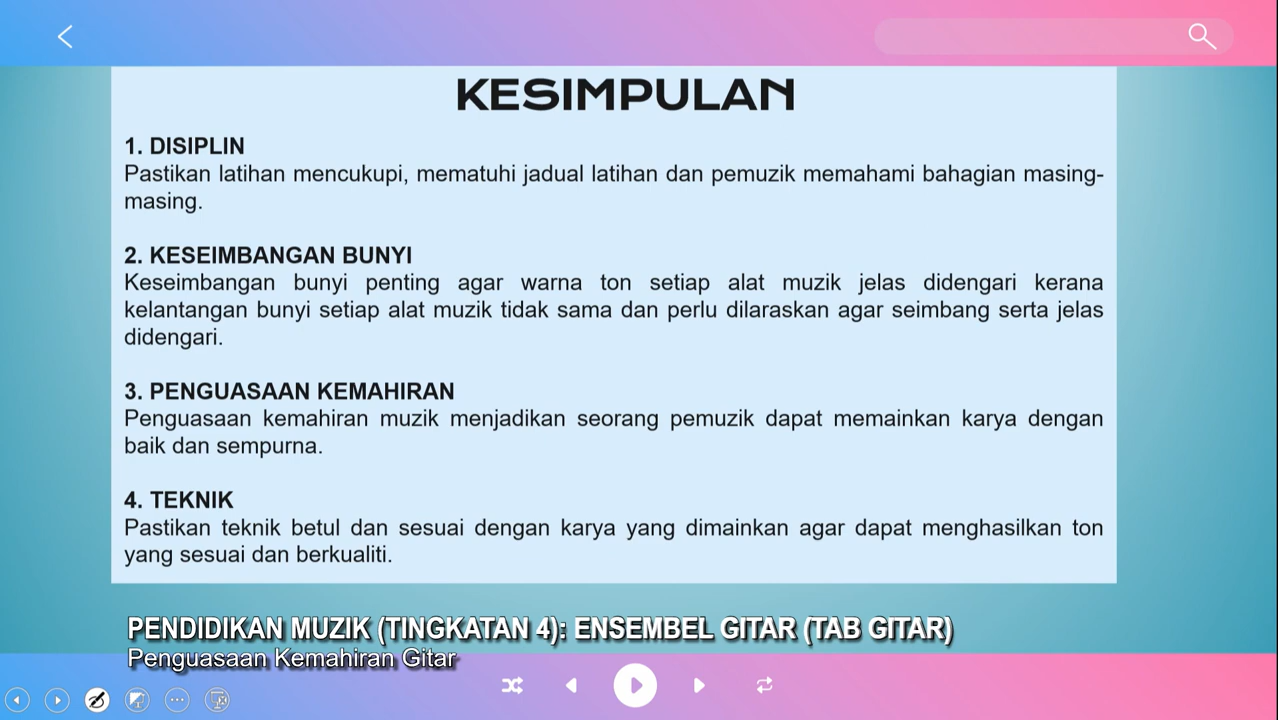 KESIMPULAN
1. DISIPLIN
Pastikan latihan mencukupi, mematuhi jadual latihan dan pemuzik memahami bahagian masing-
masing.
2. KESEIMBANGAN BUNYI
Keseimbangan bunyi penting agar warna ton setiap alat muzik jelas didengari kerana
kelantangan bunyi setiap alat muzik tidak sama dan perlu dilaraskan agar seimbang serta jelas
didengari.
3. PENGUASAAN KEMAHIRAN
Penguasaan kemahiran muzik menjadikan seorang pemuzik dapat memainkan karya dengan
baik dan sempurna.
4. TEKNIK
Pastikan teknik betul dan sesuai dengan karya yang dimainkan agar dapat menghasilkan ton
yang sesuai dan berkualiti.
PENDIDIKAN MUZIK (TINGKATAN 4): ENSEMBEL GITAR (TAB GITAR)
Penguasaan Kemahiran Gitar